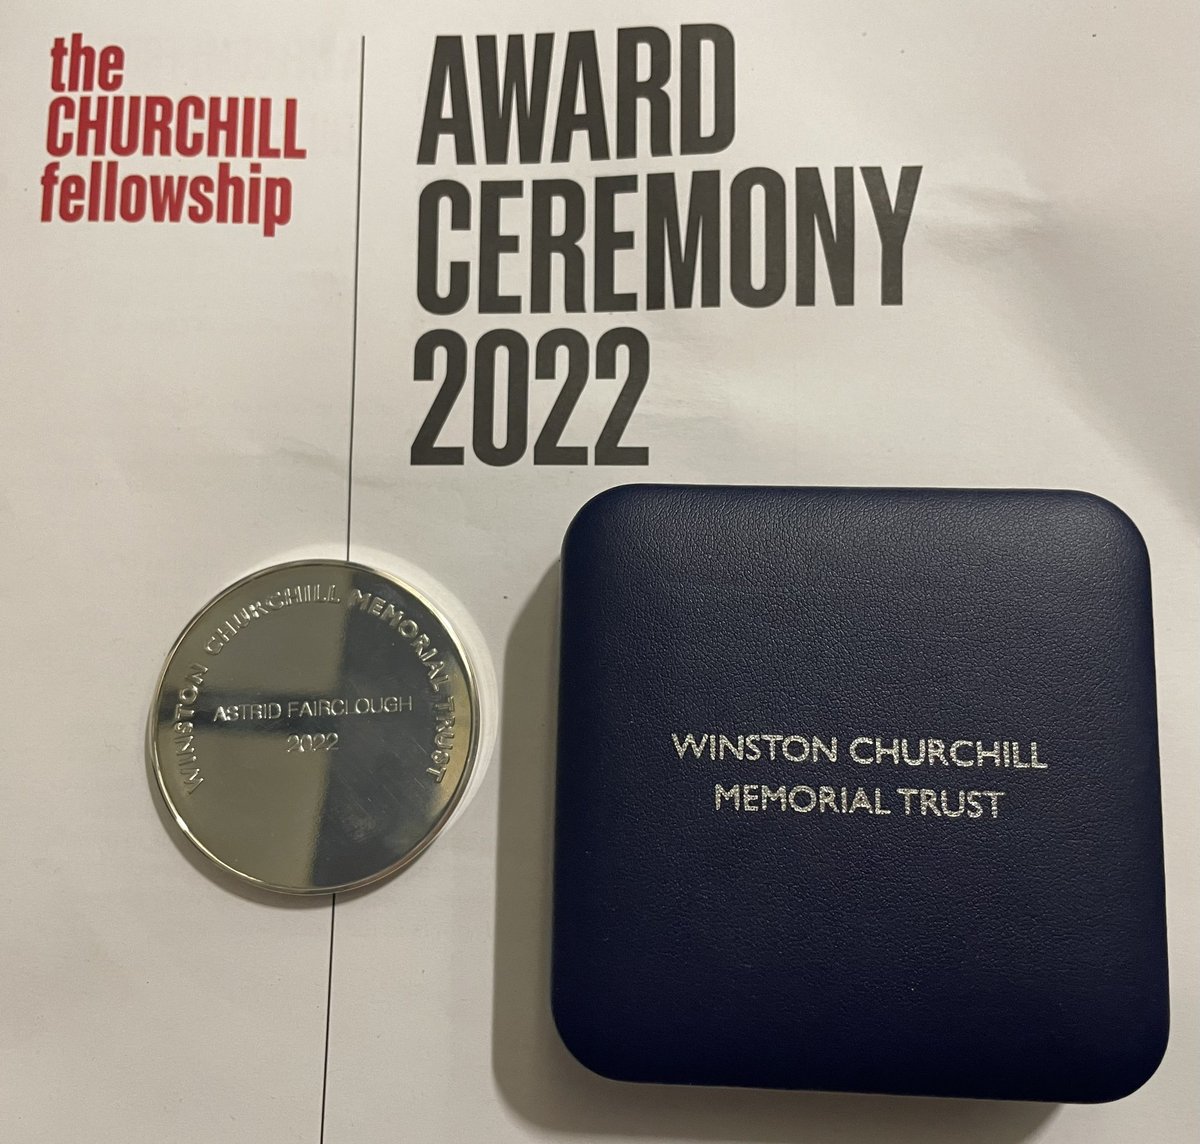 the
CHURCHILL
fellowship
AWARD
CEREMONY
2022
WINSTON CHURCHILL MEMORIAL TRUST
ASTRID FAIRCLOUGH
2022
WINSTON CHURCHILL
MEMORIAL TRUST